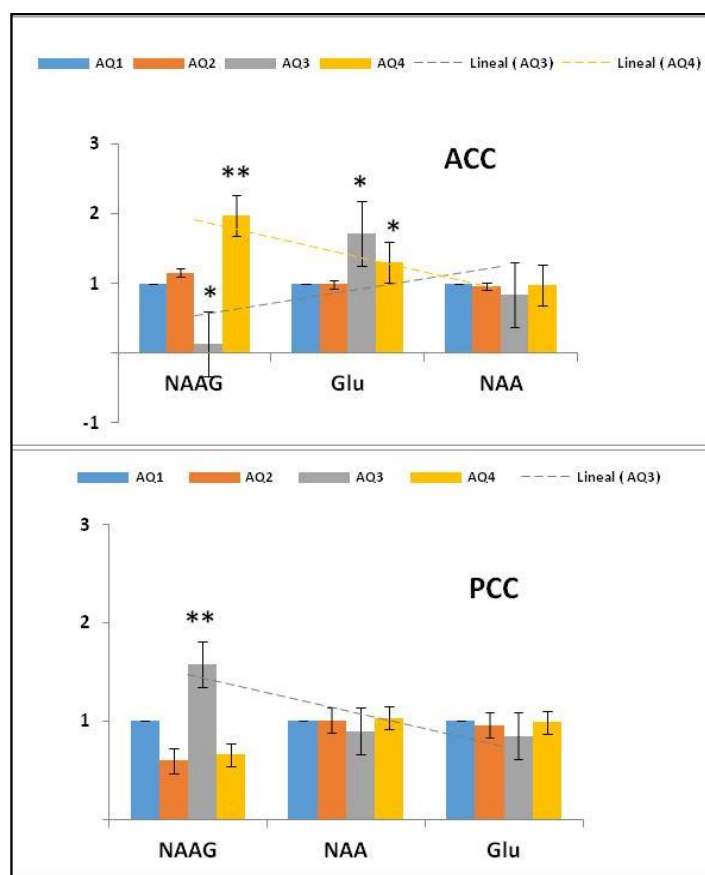 AQ1 AQ2 AQ3 AQ4 Lineal ( AQ3) Lineal ( AQ4)
3
ACC
**
*
2
*
1
*
NAAG Glu NAA
-1
AQ1 AQ2 AQ3 AQ4 Lineal ( AQ3)
3
PCC
2
**
1
NAAG NAA Glu